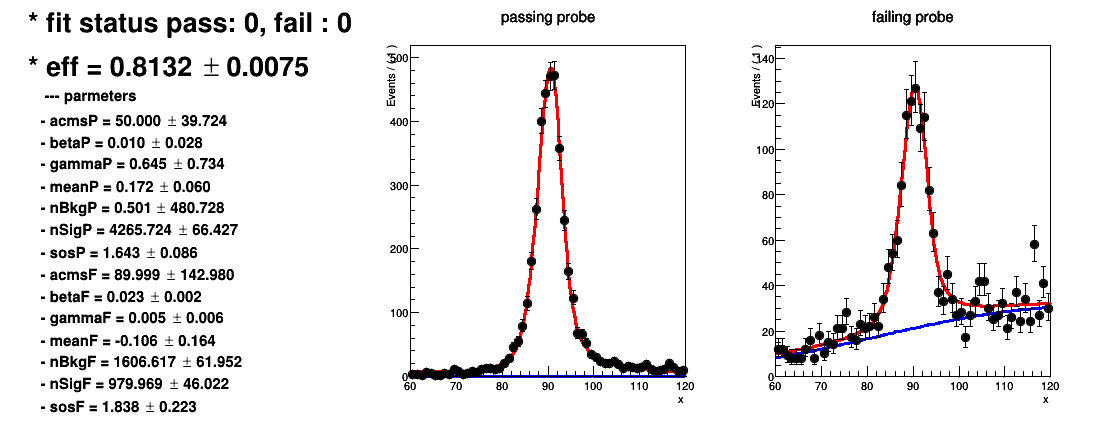 * fit status pass: 0, fail : 0
* eff = 0.8132 ± 0.0075
--- parmeters
- acmsP = 50.000 ± 39.724
- betaP = 0.010 ± 0.028
- gammaP = 0.645 ± 0.734
- meanP = 0.172 ± 0.060
- nBkgP = 0.501 ± 480.728
- nSigP = 4265.724 ± 66.427
- sosP = 1.643 ± 0.086
- acmsF = 89.999 ± 142.980
- betaF = 0.023 ± 0.002
- gammaF = 0.005 ± 0.006
- meanF = -0.106 ± 0.164
- nBkgF = 1606.617 ± 61.952
- nSigF = 979.969 ± 46.022
- sosF = 1.838 ± 0.223
passing probe
Events / ( 1 )
500
400
300
200
100
0
60 70 80 90 100 110 120
x
failing probe
Events / ( 1 )
140
120
100
80
60
40
20
0
60 70 80 90 100 110 120
x